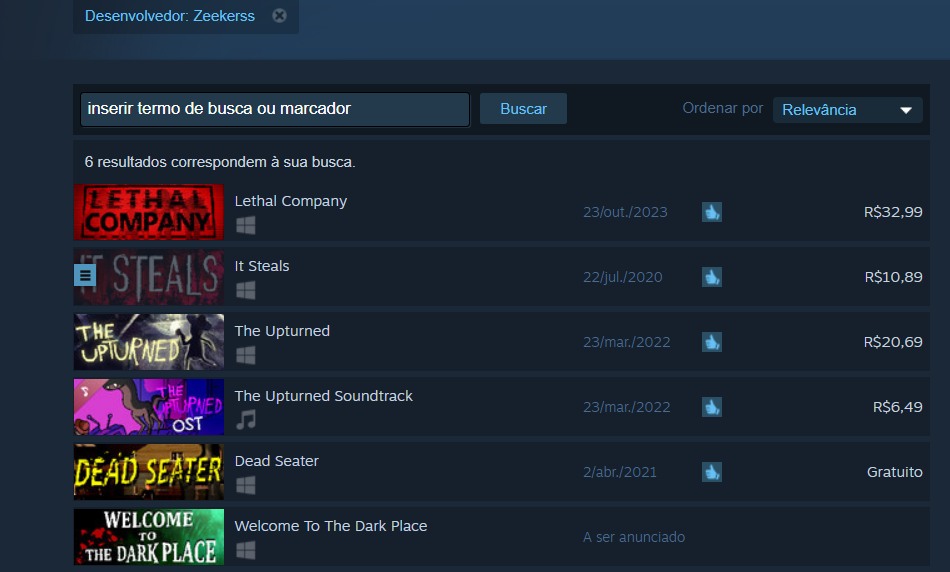 Desenvolvedor: Zeekerss
inserir termo de busca ou marcador
Buscar
Ordenar por
Relevância
6 resultados correspondem à sua busca.
LETHAL
COMPANY
Lethal Company
23/out./2023
R$32,99
IT STEALS
It Steals
22/jul./2020
R$10,89
THE
UPTURNED
The Upturned
23/mar./2022
R$20,69
THE
UPTURNED
OST
The Upturned Soundtrack
23/mar./2022
R$6,49
DEAD SEATER
Dead Seater
2/abr./2021
Gratuito
WELCOME
TO
THE DARK PLACE
Welcome To The Dark Place
A ser anunciado